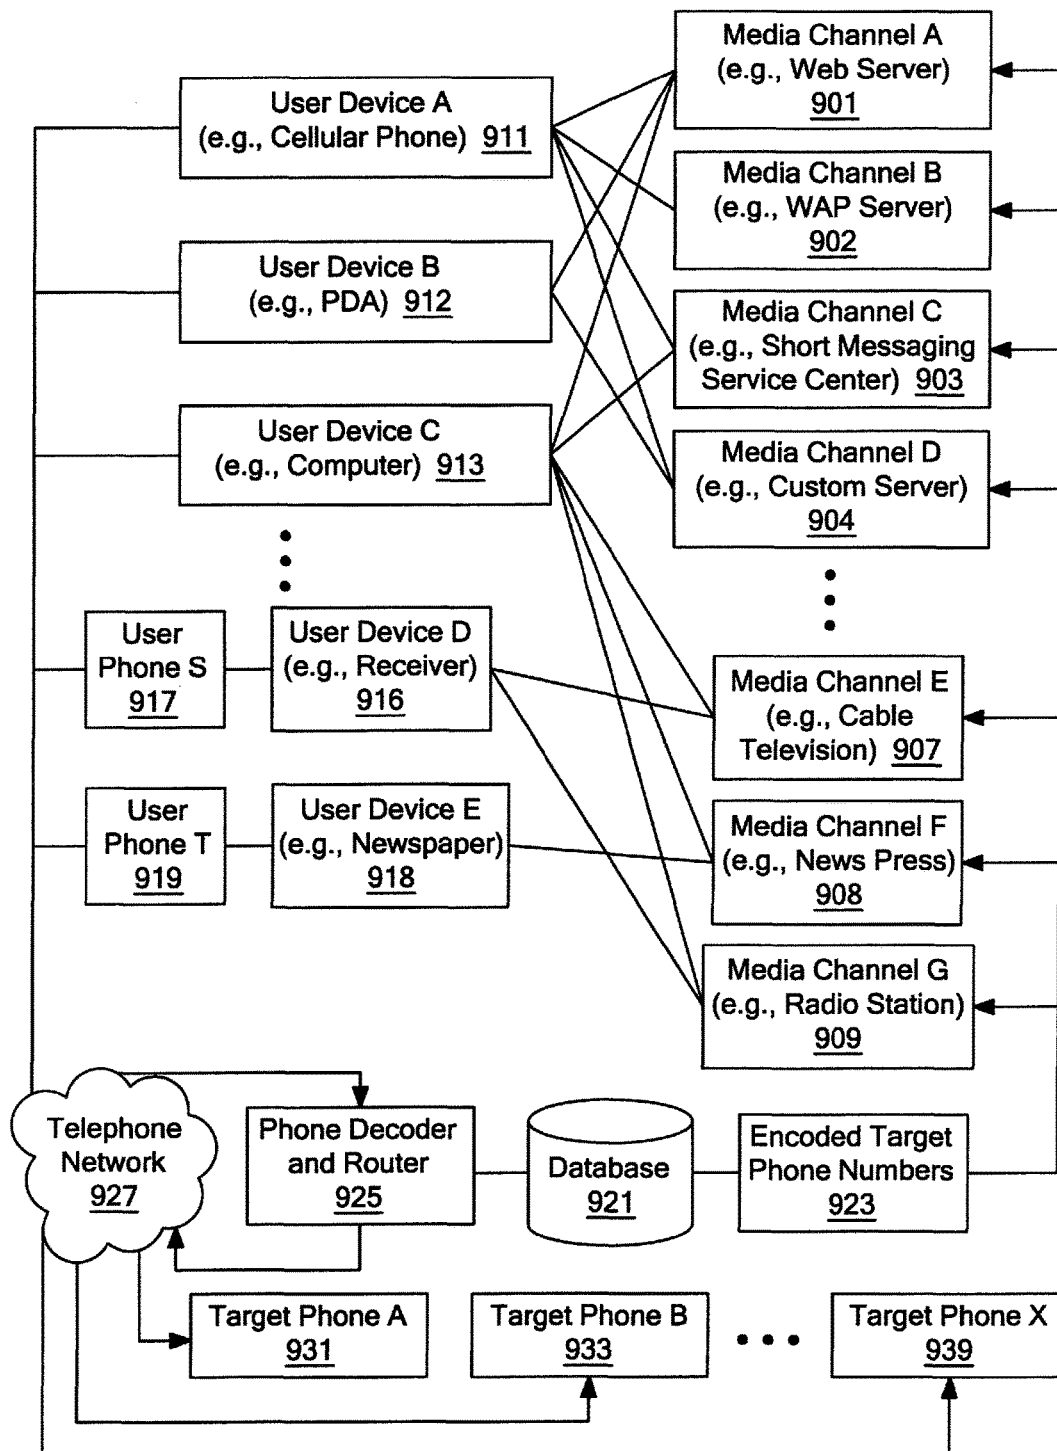 User Device A
(e.g., Cellular Phone) 911
User Device B
(e.g., PDA) 912
User Device C
(e.g., Computer) 913
User
Phone S
917
User Device D
(e.g., Receiver)
916
User
Phone T
919
User Device E
(e.g., Newspaper)
918
Media Channel A
(e.g., Web Server)
901
Media Channel B
(e.g., WAP Server)
902
Media Channel C
(e.g., Short Messaging
Service Center) 903
Media Channel D
(e.g., Custom Server)
904
Media Channel E
(e.g., Cable
Television) 907
Media Channel F
(e.g., News Press)
908
Media Channel G
(e.g., Radio Station)
909
Telephone
Network
927
Phone Decoder
and Router
925
Database
921
Encoded Target
Phone Numbers
923
Target Phone A
931
Target Phone B
933
Target Phone X
939